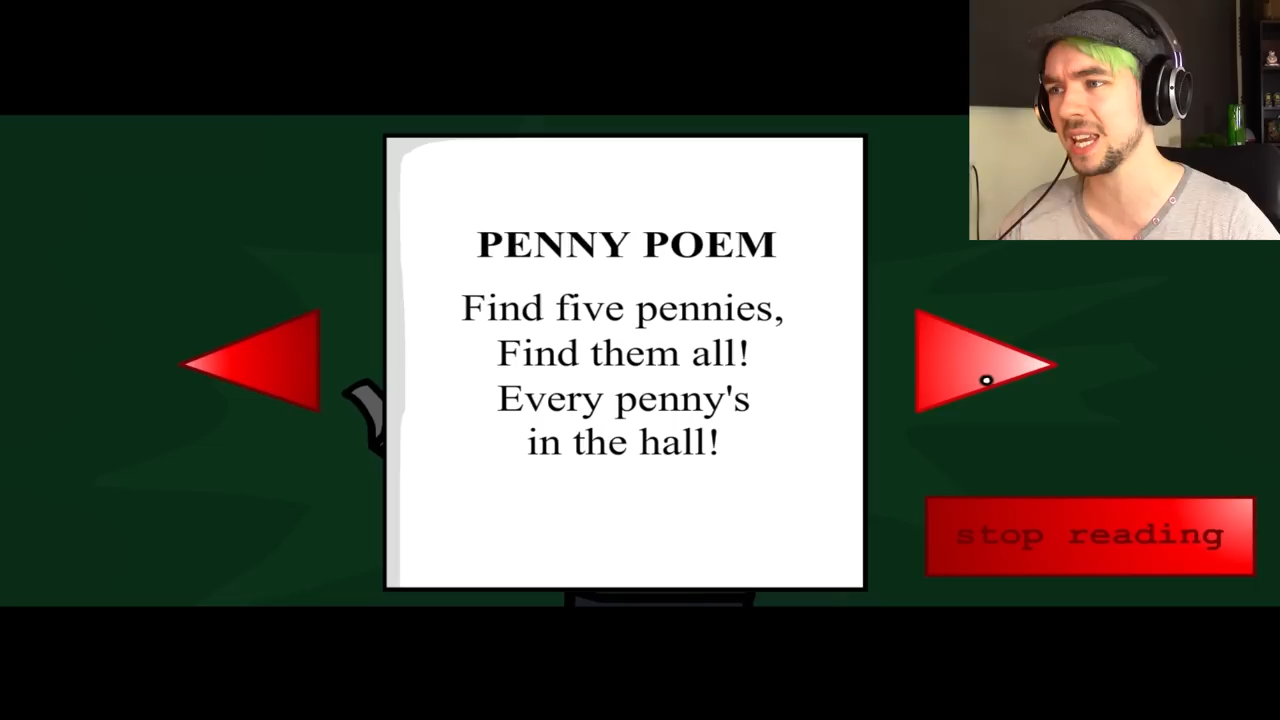 PENNY POEM
Find five pennies,
Find them all!
Every penny's
in the hall!
stop reading